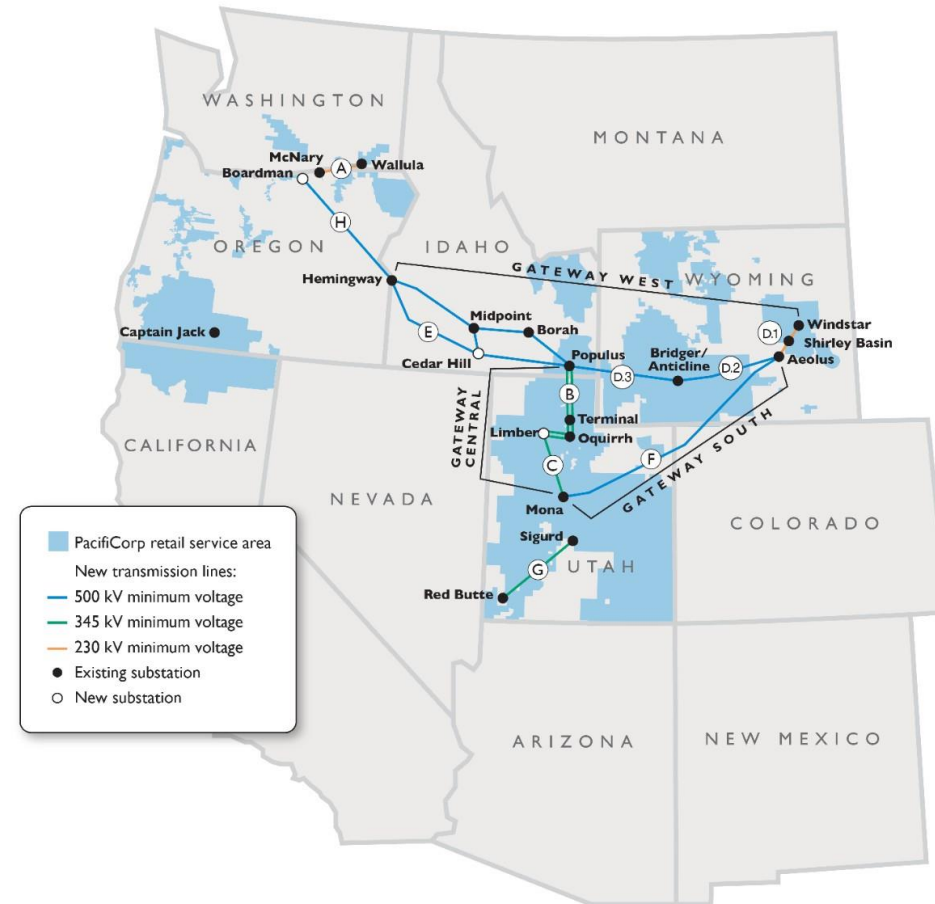 WASHINGTON
MONTANA
McNary
A
Wallula
Boardman
H
OREGON
IDAHO
GATEWAY WEST
WYOMING
Hemingway
Captain Jack
E
Midpoint
Borah
D.1
Windstar
Shirley Basin
Aeolus
Cedar Hill
Populus
Bridger/
Anticline
D.2
D.3
B
GATEWAY
CENTRAL
Terminal
Limber
Oquirrh
CALIFORNIA
NEVADA
C
F
GATEWAY SOUTH
Mona
COLORADO
Sigurd
G
UTAH
Red Butte
ARIZONA
NEW MEXICO
PacifiCorp retail service area
New transmission lines:
500 kV minimum voltage
345 kV minimum voltage
230 kV minimum voltage
Existing substation
New substation